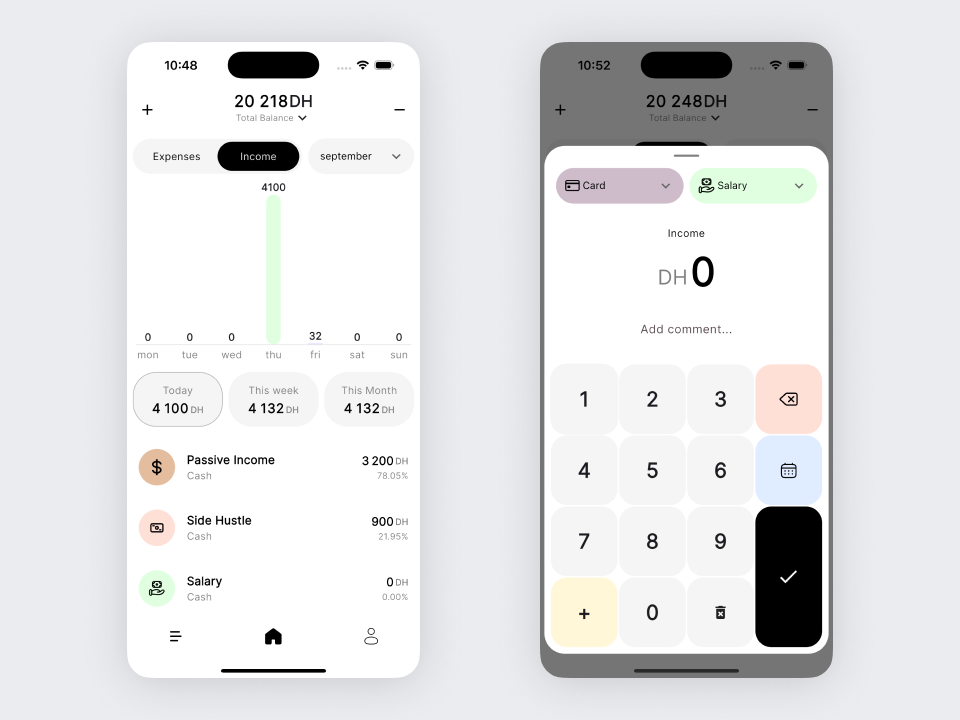 10:48
20 218DH
Total Balance
Expenses Income september
4100
0 0 0 32 0 0
mon tue wed thu fri sat sun
Today This week This Month
4 100 DH 4 132 DH 4 132 DH
Passive Income 3 200 DH
Cash 78.05%
Side Hustle 900 DH
Cash 21.95%
Salary 0 DH
Cash 0.00%
10:52
20 248DH
Total Balance
Card Salary
Income
DH 0
Add comment...
1 2 3
4 5 6
7 8 9
+ 0